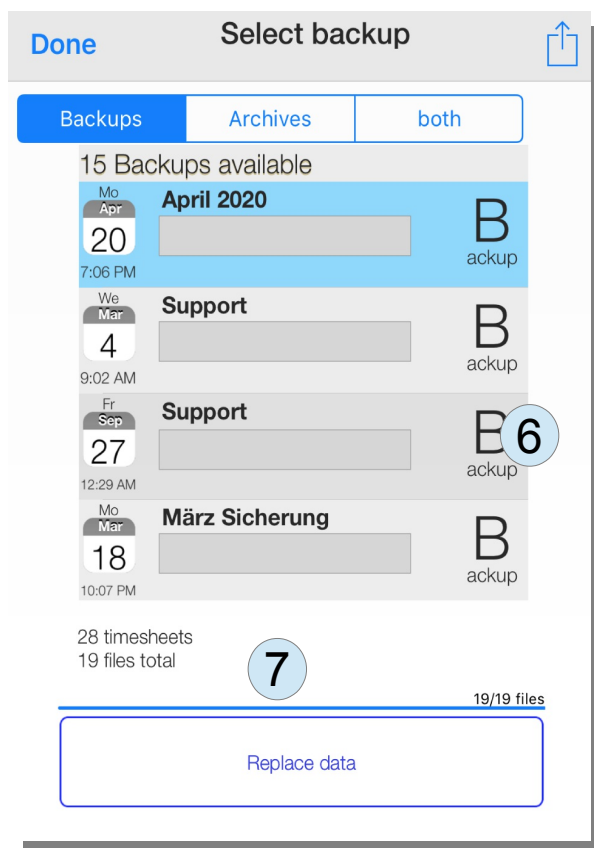 Done
Select backup
Backups
Archives
both
15 Backups available
Mo
Apr
20
7:06 PM
April 2020
B
ackup
We
Mar
4
9:02 AM
Support
B
ackup
Fr
Sep
27
12:29 AM
Support
B
ackup
6
Mo
Mar
18
10:07 PM
März Sicherung
B
ackup
28 timesheets
19 files total
7
19/19 files
Replace data